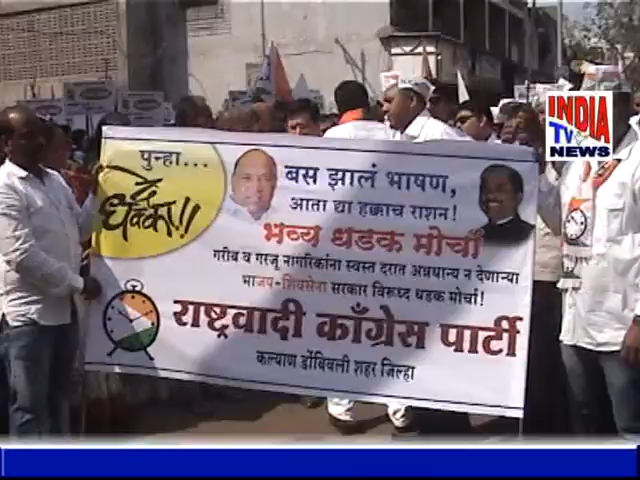 INDIA
TV
NEWS
पुन्हा...
दे
धक्का!!
बस झालं भाषण,
आता द्या हक्काच राशन!
भव्य धडक मोर्चा
गरीब व गरजू नागरिकांना स्वस्त दरात अन्नधान्य न देणाऱ्या
भाजप-शिवसेना सरकार विरूध्द धडक मोर्चा!
राष्ट्रवादी काँग्रेस पार्टी
कल्याण डोंबिवली शहर जिल्हा